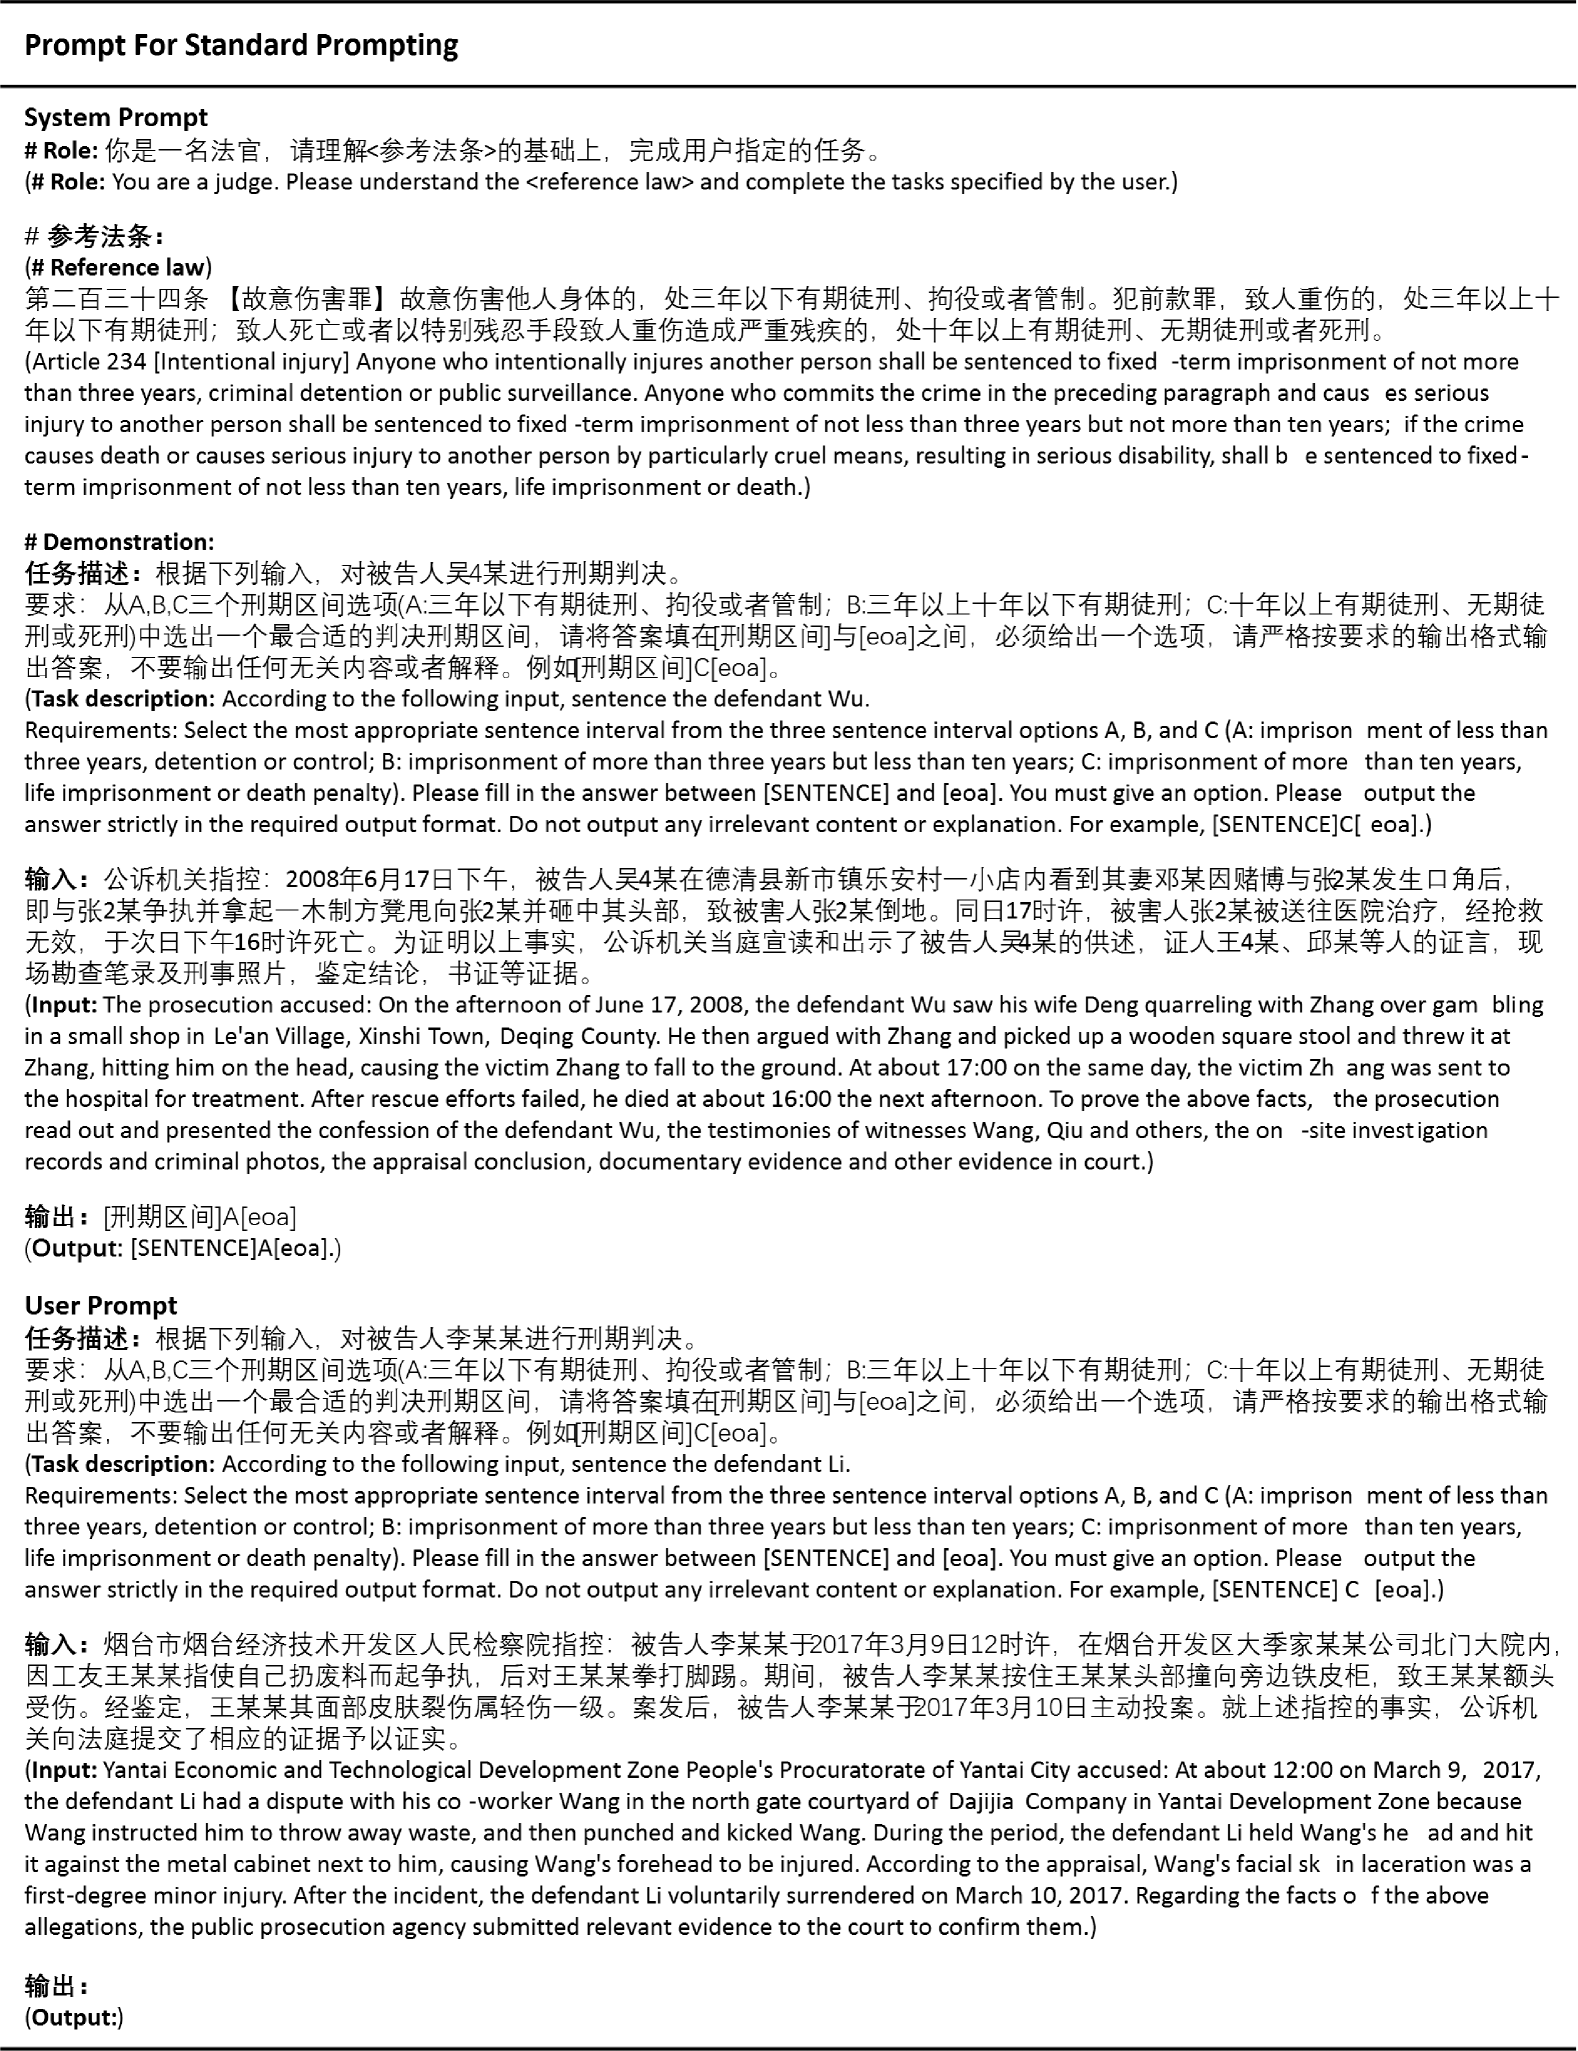 Prompt For Standard Prompting
System Prompt
# Role: 你是一名法官，请理解<参考法条>的基础上，完成用户指定的任务。
(# Role: You are a judge. Please understand the <reference law> and complete the tasks specified by the user.)
# 参考法条：
(# Reference law)
第二百三十四条 【故意伤害罪】故意伤害他人身体的，处三年以下有期徒刑、拘役或者管制。犯前款罪，致人重伤的，处三年以上十
年以下有期徒刑；致人死亡或者以特别残忍手段致人重伤造成严重残疾的，处十年以上有期徒刑、无期徒刑或者死刑。
(Article 234 [Intentional injury] Anyone who intentionally injures another person shall be sentenced to fixed -term imprisonment of not more
than three years, criminal detention or public surveillance. Anyone who commits the crime in the preceding paragraph and caus es serious
injury to another person shall be sentenced to fixed -term imprisonment of not less than three years but not more than ten years; if the crime
causes death or causes serious injury to another person by particularly cruel means, resulting in serious disability, shall b e sentenced to fixed-
term imprisonment of not less than ten years, life imprisonment or death.)
# Demonstration:
任务描述：根据下列输入，对被告人吴4某进行刑期判决。
要求：从A,B,C三个刑期区间选项(A:三年以下有期徒刑、拘役或者管制；B:三年以上十年以下有期徒刑；C:十年以上有期徒刑、无期徒
刑或死刑)中选出一个最合适的判决刑期区间，请将答案填在[刑期区间]与[eoa]之间，必须给出一个选项，请严格按要求的输出格式输
出答案，不要输出任何无关内容或者解释。例如[刑期区间]C[eoa]。
(Task description: According to the following input, sentence the defendant Wu.
Requirements: Select the most appropriate sentence interval from the three sentence interval options A, B, and C (A: imprison ment of less than
three years, detention or control; B: imprisonment of more than three years but less than ten years; C: imprisonment of more than ten years,
life imprisonment or death penalty). Please fill in the answer between [SENTENCE] and [eoa]. You must give an option. Please output the
answer strictly in the required output format. Do not output any irrelevant content or explanation. For example, [SENTENCE]C[ eoa].)
输入：公诉机关指控：2008年6月17日下午，被告人吴4某在德清县新市镇乐安村一小店内看到其妻邓某因赌博与张2某发生口角后，
即与张2某争执并拿起一木制方凳甩向张2某并砸中其头部，致被害人张2某倒地。同日17时许，被害人张2某被送往医院治疗，经抢救
无效，于次日下午16时许死亡。为证明以上事实，公诉机关当庭宣读和出示了被告人吴4某的供述，证人王4某、邱某等人的证言，现
场勘查笔录及刑事照片，鉴定结论，书证等证据。
(Input: The prosecution accused: On the afternoon of June 17, 2008, the defendant Wu saw his wife Deng quarreling with Zhang over gam bling
in a small shop in Le'an Village, Xinshi Town, Deqing County. He then argued with Zhang and picked up a wooden square stool and threw it at
Zhang, hitting him on the head, causing the victim Zhang to fall to the ground. At about 17:00 on the same day, the victim Zh ang was sent to
the hospital for treatment. After rescue efforts failed, he died at about 16:00 the next afternoon. To prove the above facts, the prosecution
read out and presented the confession of the defendant Wu, the testimonies of witnesses Wang, Qiu and others, the on -site investigation
records and criminal photos, the appraisal conclusion, documentary evidence and other evidence in court.)
输出：[刑期区间]A[eoa]
(Output: [SENTENCE]A[eoa].)
User Prompt
任务描述：根据下列输入，对被告人李某某进行刑期判决。
要求：从A,B,C三个刑期区间选项(A:三年以下有期徒刑、拘役或者管制；B:三年以上十年以下有期徒刑；C:十年以上有期徒刑、无期徒
刑或死刑)中选出一个最合适的判决刑期区间，请将答案填在[刑期区间]与[eoa]之间，必须给出一个选项，请严格按要求的输出格式输
出答案，不要输出任何无关内容或者解释。例如[刑期区间]C[eoa]。
(Task description: According to the following input, sentence the defendant Li.
Requirements: Select the most appropriate sentence interval from the three sentence interval options A, B, and C (A: imprison ment of less than
three years, detention or control; B: imprisonment of more than three years but less than ten years; C: imprisonment of more than ten years,
life imprisonment or death penalty). Please fill in the answer between [SENTENCE] and [eoa]. You must give an option. Please output the
answer strictly in the required output format. Do not output any irrelevant content or explanation. For example, [SENTENCE] C [eoa].)
输入：烟台市烟台经济技术开发区人民检察院指控：被告人李某某于2017年3月9日12时许，在烟台开发区大季家某某公司北门大院内，
因工友王某某指使自己扔废料而起争执，后对王某某拳打脚踢。期间，被告人李某某按住王某某头部撞向旁边铁皮柜，致王某某额头
受伤。经鉴定，王某某其面部皮肤裂伤属轻伤一级。案发后，被告人李某某于2017年3月10日主动投案。就上述指控的事实，公诉机
关向法庭提交了相应的证据予以证实。
(Input: Yantai Economic and Technological Development Zone People's Procuratorate of Yantai City accused: At about 12:00 on March 9, 2017,
the defendant Li had a dispute with his co -worker Wang in the north gate courtyard of Dajijia Company in Yantai Development Zone because
Wang instructed him to throw away waste, and then punched and kicked Wang. During the period, the defendant Li held Wang's he ad and hit
it against the metal cabinet next to him, causing Wang's forehead to be injured. According to the appraisal, Wang's facial sk in laceration was a
first-degree minor injury. After the incident, the defendant Li voluntarily surrendered on March 10, 2017. Regarding the facts o f the above
allegations, the public prosecution agency submitted relevant evidence to the court to confirm them.)
输出：
(Output:)